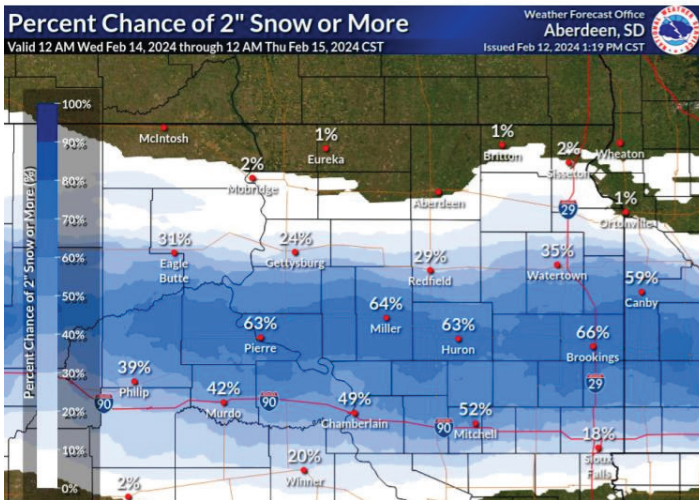 Percent Chance of 2" Snow or More
Valid 12 AM Wed Feb 14, 2024 through 12 AM Thu Feb 15, 2024 CST
Weather Forecast Office
Aberdeen, SD
Issued Feb 12, 2024 1:19 PM CST
Percent Chance of 2" Snow or More (%)
100%
90%
80%
70%
60%
50%
40%
30%
20%
10%
0%
McIntosh
1%
Eureka
1%
Britton
2%
Sisseton
Wheaton
2%
Mobridge
Aberdeen
29
1%
Ortonville
31%
Eagle
Butte
24%
Gettysburg
29%
Redfield
35%
Watertown
59%
Canby
63%
Pierre
64%
Miller
63%
Huron
66%
Brookings
39%
Philip
90
42%
Murdo
90
49%
Chamberlain
90
52%
Mitchell
29
18%
Sioux
Falls
20%
Winner
2%